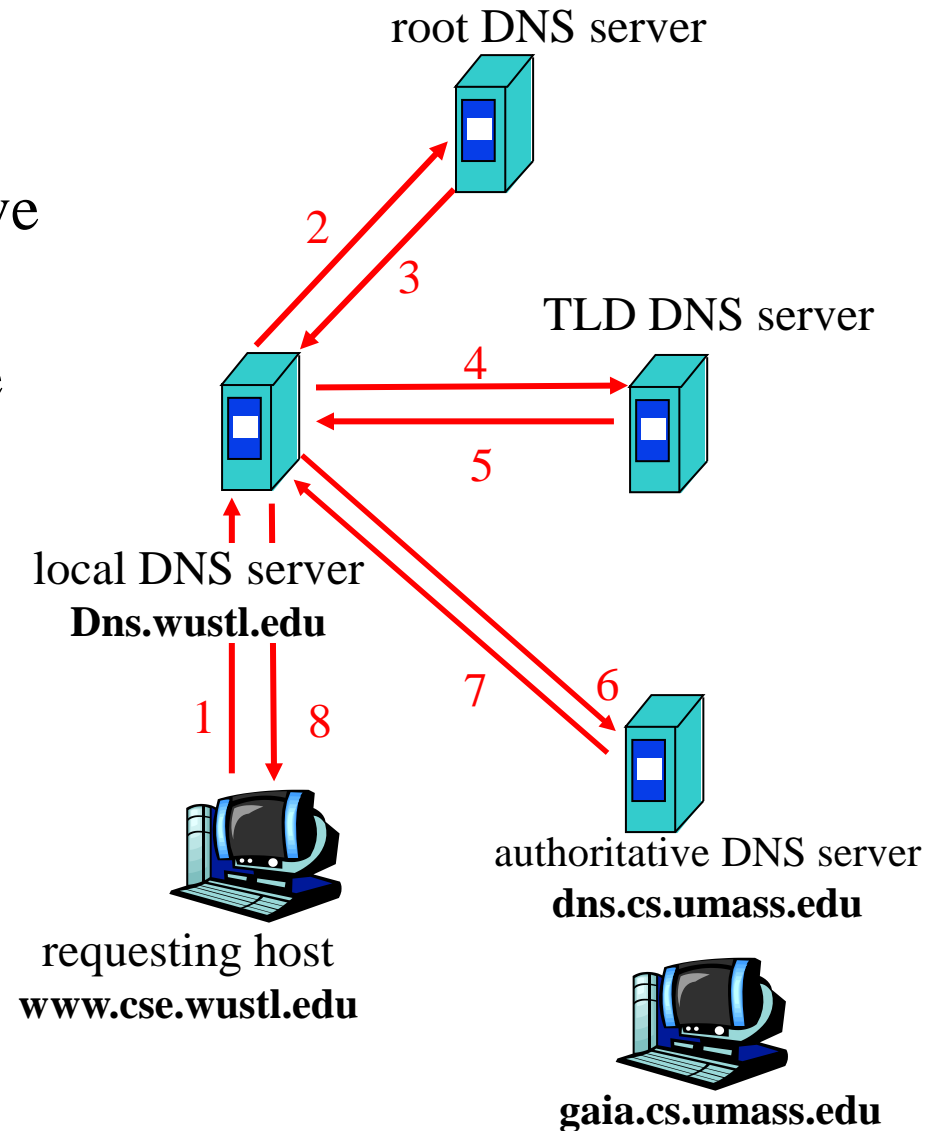 root DNS server
ve
2
3
TLD DNS server
4
5
local DNS server
Dns.wustl.edu
7
6
1
8
authoritative DNS server
dns.cs.umass.edu
requesting host
www.cse.wustl.edu
gaia.cs.umass.edu